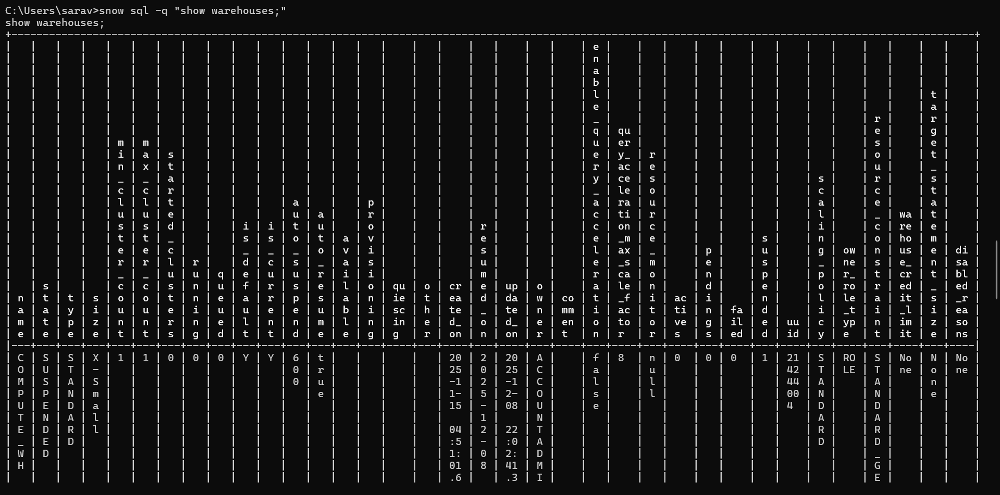 C:\Users\sarav>snow sql -q "show warehouses;"
show warehouses;
name
state
type
size
min_cluster_count
max_cluster_count
started_clusters
running
queued
is_default
is_current
auto_suspend
auto_resume
available
provisioning
quiescing
other
created_on
resumed_on
updated_on
owner
comment
enable_query_acceleration
query_acceleration_max_scale_factor
resource_monitor
actives
pendings
failed
suspended
uuid
scaling_policy
owner_role_type
resource_constraint
warehouse_credit_limit
target_statement_size
disabled_reasons
COMPUTE_WH
SUSPENDED
STANDARD
X-Small
1
1
0
0
0
Y
Y
600
true
2025-11-15 04:51:01.6
2025-12-08
2025-12-08 22:02:41.3
ACCOUNTADMI
false
8
null
0
0
0
1
214244004
STANDARD
ROLE
STANDARD_GE
None
None
None